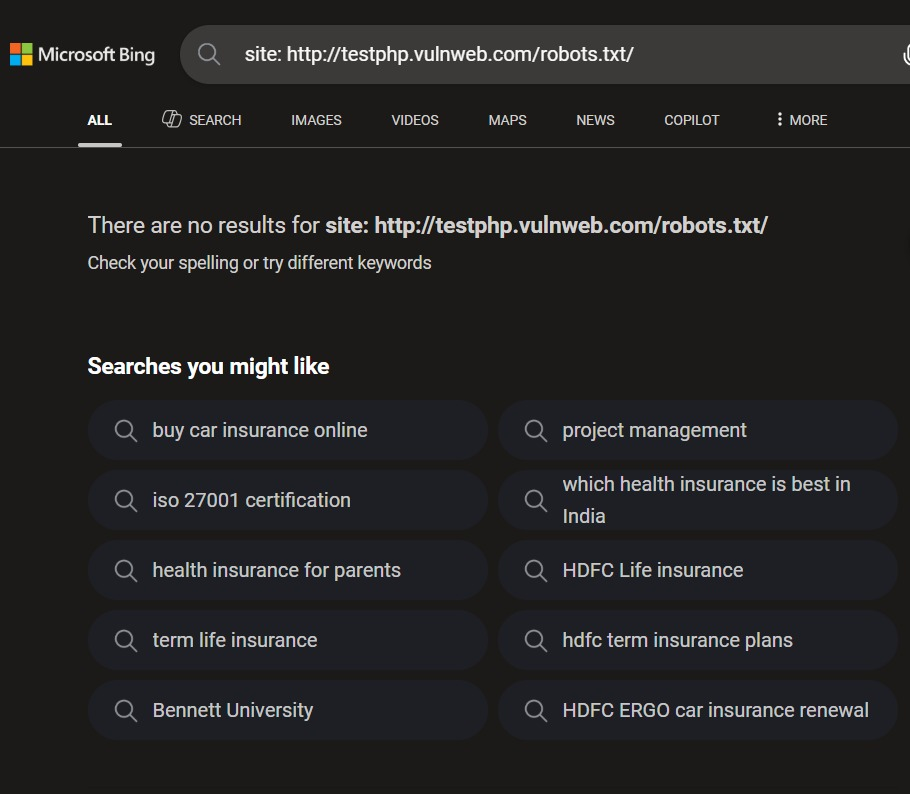 Microsoft Bing
site: http://testphp.vulnweb.com/robots.txt/
ALL
SEARCH
IMAGES
VIDEOS
MAPS
NEWS
COPILOT
MORE
There are no results for site: http://testphp.vulnweb.com/robots.txt/
Check your spelling or try different keywords
Searches you might like
buy car insurance online
project management
iso 27001 certification
which health insurance is best in
India
health insurance for parents
HDFC Life insurance
term life insurance
hdfc term insurance plans
Bennett University
HDFC ERGO car insurance renewal